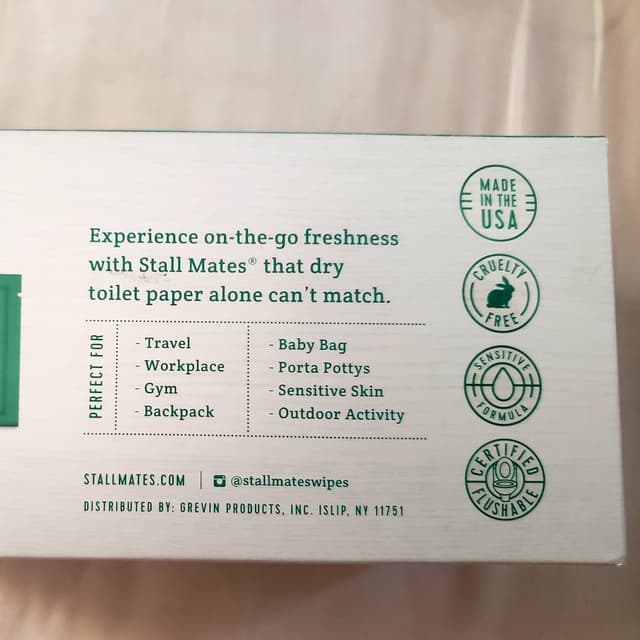 Experience on-the-go freshness
with Stall Mates® that dry
toilet paper alone can't match.
PERFECT FOR
- Travel
- Workplace
- Gym
- Backpack
- Baby Bag
- Porta Pottys
- Sensitive Skin
- Outdoor Activity
STALLMATES.COM | @stallmateswipes
DISTRIBUTED BY: GREVIN PRODUCTS, INC. ISLIP, NY 11751
MADE
IN THE
USA
CRUELTY
FREE
SENSITIVE
FORMULA
CERTIFIED
FLUSHABLE